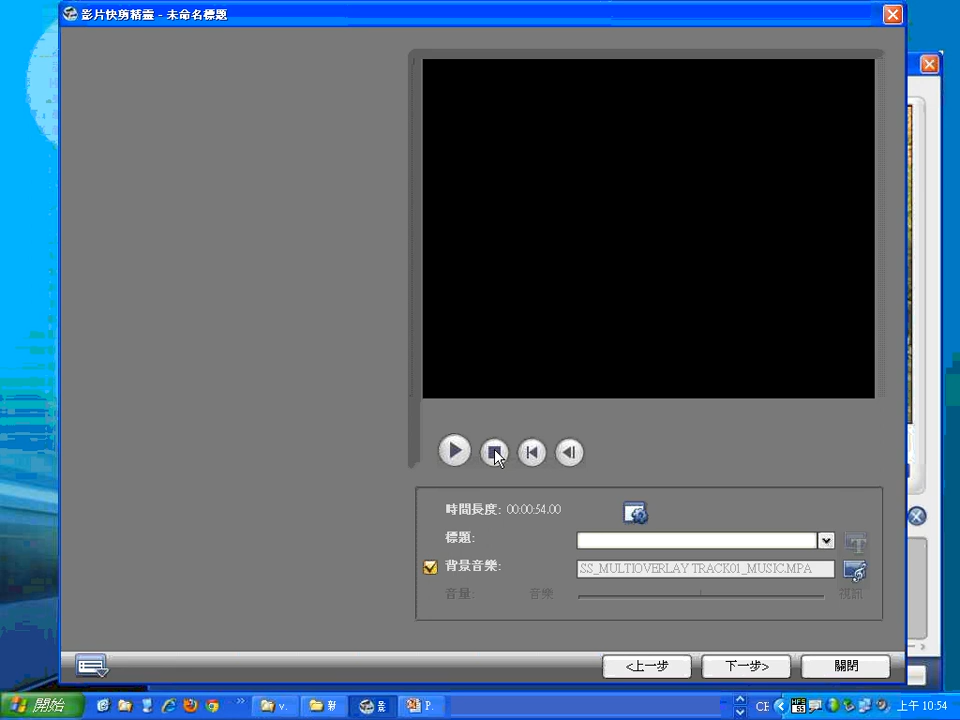 影片快剪精靈 - 未命名標題
時間長度: 00:00:54.00
標題:
背景音樂: SS_MULTIOVERLAY TRACK01_MUSIC.MPA
音量: 音樂 視訊
<上一步 下一步> 關閉
開始 v. 新 P. CH 上午 10:54